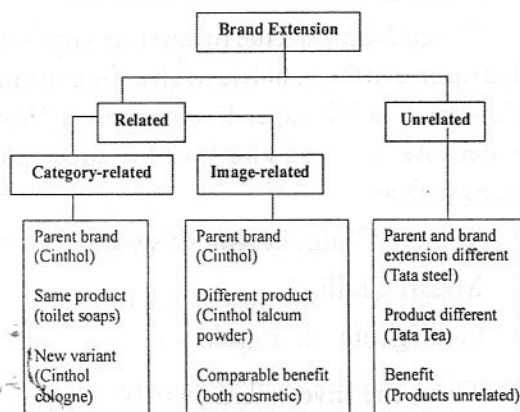 Brand Extension
Related
Unrelated
Category-related
Image-related
Parent brand
(Cinthol)
Same product
(toilet soaps)
New variant
(Cinthol
cologne)
Parent brand
(Cinthol)
Different product
(Cinthol talcum
powder)
Comparable benefit
(both cosmetic)
Parent and brand
extension different
(Tata steel)
Product different
(Tata Tea)
Benefit
(Products unrelated)